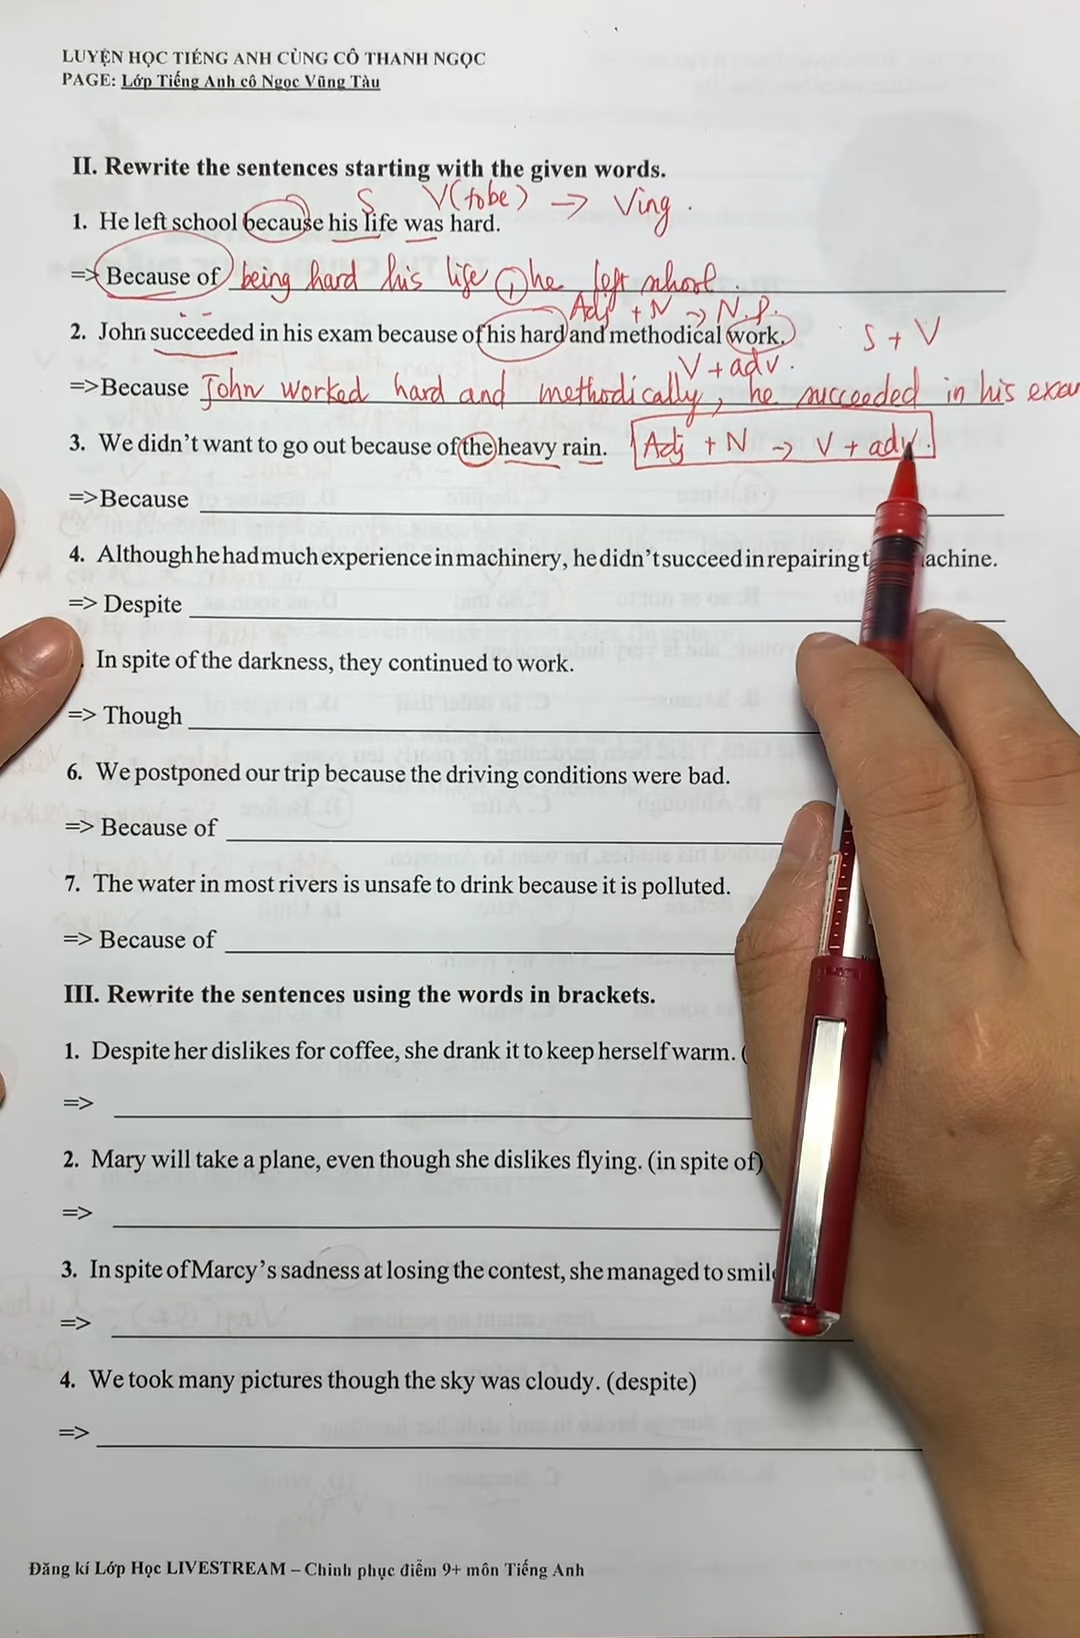 LUYỆN HỌC TIẾNG ANH CÙNG CÔ THANH NGỌC
PAGE: Lớp Tiếng Anh cô Ngọc Vũng Tàu
II. Rewrite the sentences starting with the given words.
S V(tobe) → Ving.
1. He left school because his life was hard.
=> Because of being hard his life , he left school.
Adj + N → N.P.
2. John succeeded in his exam because of his hard and methodical work. S + V
V + adv.
=>Because John worked hard and methodically, he succeeded in his exam
3. We didn't want to go out because of the heavy rain. Adj + N → V + adv.
=>Because
4. Although he had much experience in machinery, he didn't succeed in repairing t achine.
=> Despite
. In spite of the darkness, they continued to work.
=> Though
6. We postponed our trip because the driving conditions were bad.
=> Because of
7. The water in most rivers is unsafe to drink because it is polluted.
=> Because of
III. Rewrite the sentences using the words in brackets.
1. Despite her dislikes for coffee, she drank it to keep herself warm. (
=>
2. Mary will take a plane, even though she dislikes flying. (in spite of)
=>
3. In spite of Marcy's sadness at losing the contest, she managed to smile
=>
4. We took many pictures though the sky was cloudy. (despite)
=>
Đăng kí Lớp Học LIVESTREAM – Chinh phục điểm 9+ môn Tiếng Anh